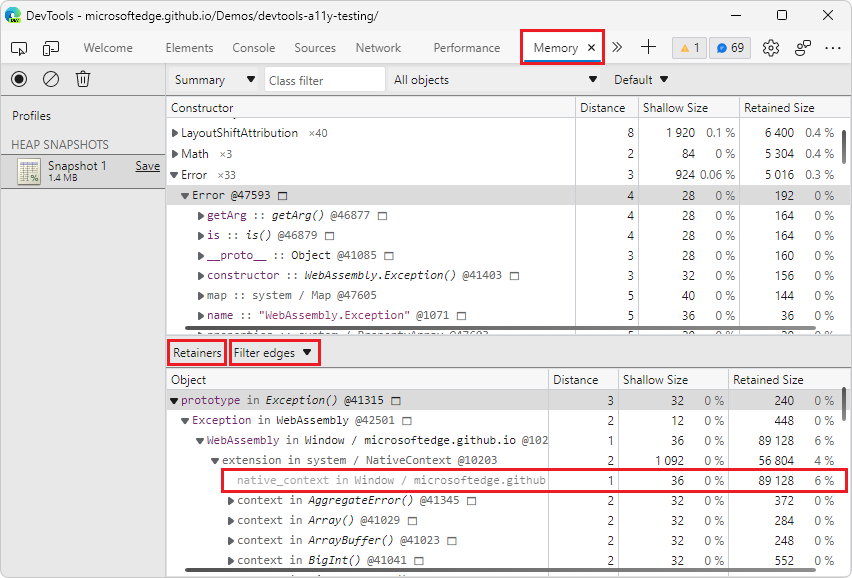 DevTools - microsoftedge.github.io/Demos/devtools-a11y-testing/
Welcome Elements Console Sources Network Performance Memory 1 69
Summary Class filter All objects Default
Profiles
HEAP SNAPSHOTS
Snapshot 1 Save
1.4 MB
Constructor Distance Shallow Size Retained Size
LayoutShiftAttribution ×40 8 1 920 0.1 % 6 400 0.4 %
Math ×3 2 84 0 % 5 304 0.4 %
Error ×33 3 924 0.06 % 5 016 0.3 %
Error @47593 4 28 0 % 192 0 %
getArg :: getArg() @46877 4 28 0 % 164 0 %
is :: is() @46879 4 28 0 % 164 0 %
__proto__ :: Object @41085 3 28 0 % 160 0 %
constructor :: WebAssembly.Exception() @41403 3 32 0 % 156 0 %
map :: system / Map @47605 5 40 0 % 144 0 %
name :: "WebAssembly.Exception" @1071 5 36 0 % 36 0 %
Retainers Filter edges
Object Distance Shallow Size Retained Size
prototype in Exception() @41315 3 32 0 % 240 0 %
Exception in WebAssembly @42501 2 12 0 % 448 0 %
WebAssembly in Window / microsoftedge.github.io @102 1 36 0 % 89 128 6 %
extension in system / NativeContext @10203 2 1 092 0 % 56 804 4 %
native_context in Window / microsoftedge.github 1 36 0 % 89 128 6 %
context in AggregateError() @41345 2 32 0 % 372 0 %
context in Array() @41029 2 32 0 % 284 0 %
context in ArrayBuffer() @41023 2 32 0 % 248 0 %
context in BigInt() @41041 2 32 0 % 552 0 %